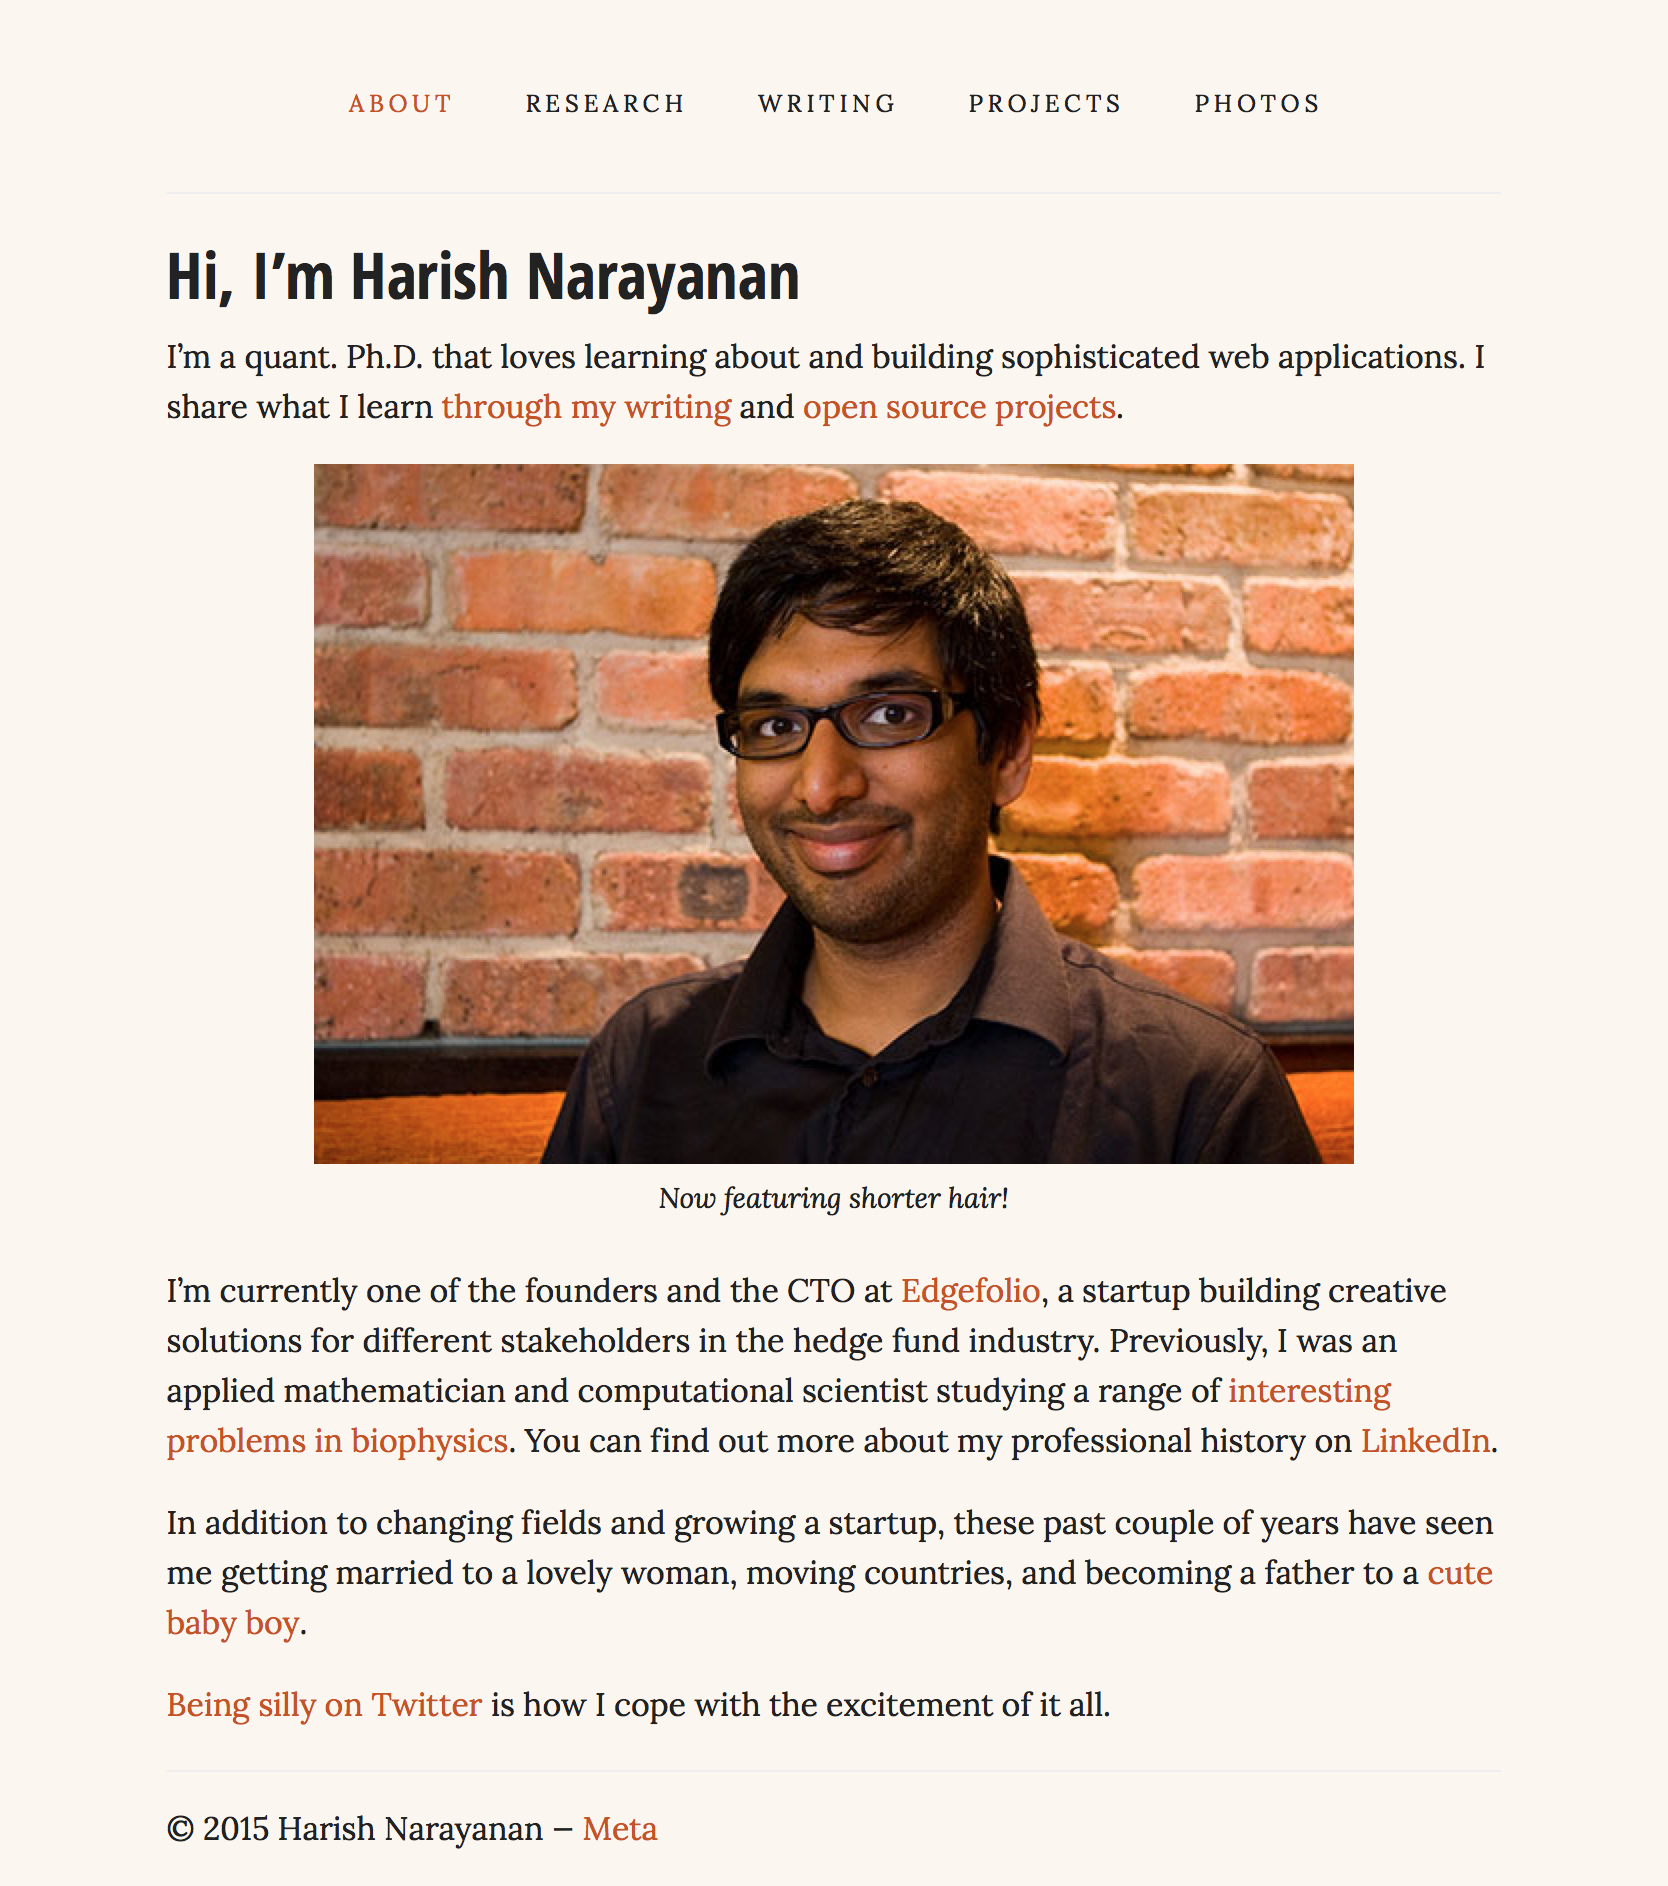 ABOUT RESEARCH WRITING PROJECTS PHOTOS
Hi, I’m Harish Narayanan
I’m a quant. Ph.D. that loves learning about and building sophisticated web applications. I
share what I learn through my writing and open source projects.
Now featuring shorter hair!
I’m currently one of the founders and the CTO at Edgefolio, a startup building creative
solutions for different stakeholders in the hedge fund industry. Previously, I was an
applied mathematician and computational scientist studying a range of interesting
problems in biophysics. You can find out more about my professional history on LinkedIn.
In addition to changing fields and growing a startup, these past couple of years have seen
me getting married to a lovely woman, moving countries, and becoming a father to a cute
baby boy.
Being silly on Twitter is how I cope with the excitement of it all.
© 2015 Harish Narayanan — Meta